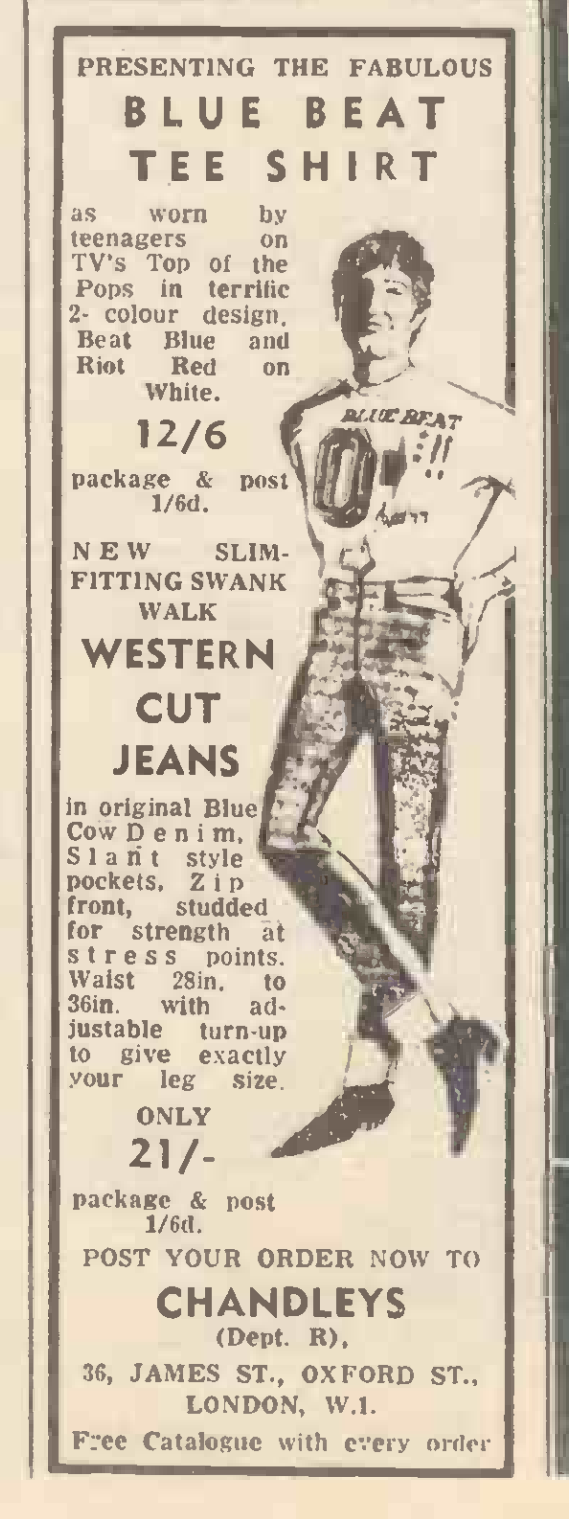 PRESENTING THE FABULOUS
BLUE BEAT
TEE SHIRT
as worn by
teenagers on
TV's Top of the
Pops in terrific
2- colour design.
Beat Blue and
Riot Red on
White.
12/6
package & post
1/6d.
BLUE BEAT
NEW SLIM-
FITTING SWANK
WALK
WESTERN
CUT
JEANS
in original Blue
Cow Denim,
Slant style
pockets, Zip
front, studded
for strength at
stress points.
Waist 28in. to
36in. with ad-
justable turn-up
to give exactly
your leg size.
ONLY
21/-
package & post
1/6d.
POST YOUR ORDER NOW TO
CHANDLEYS
(Dept. R),
36, JAMES ST., OXFORD ST.,
LONDON, W.1.
Free Catalogue with every order